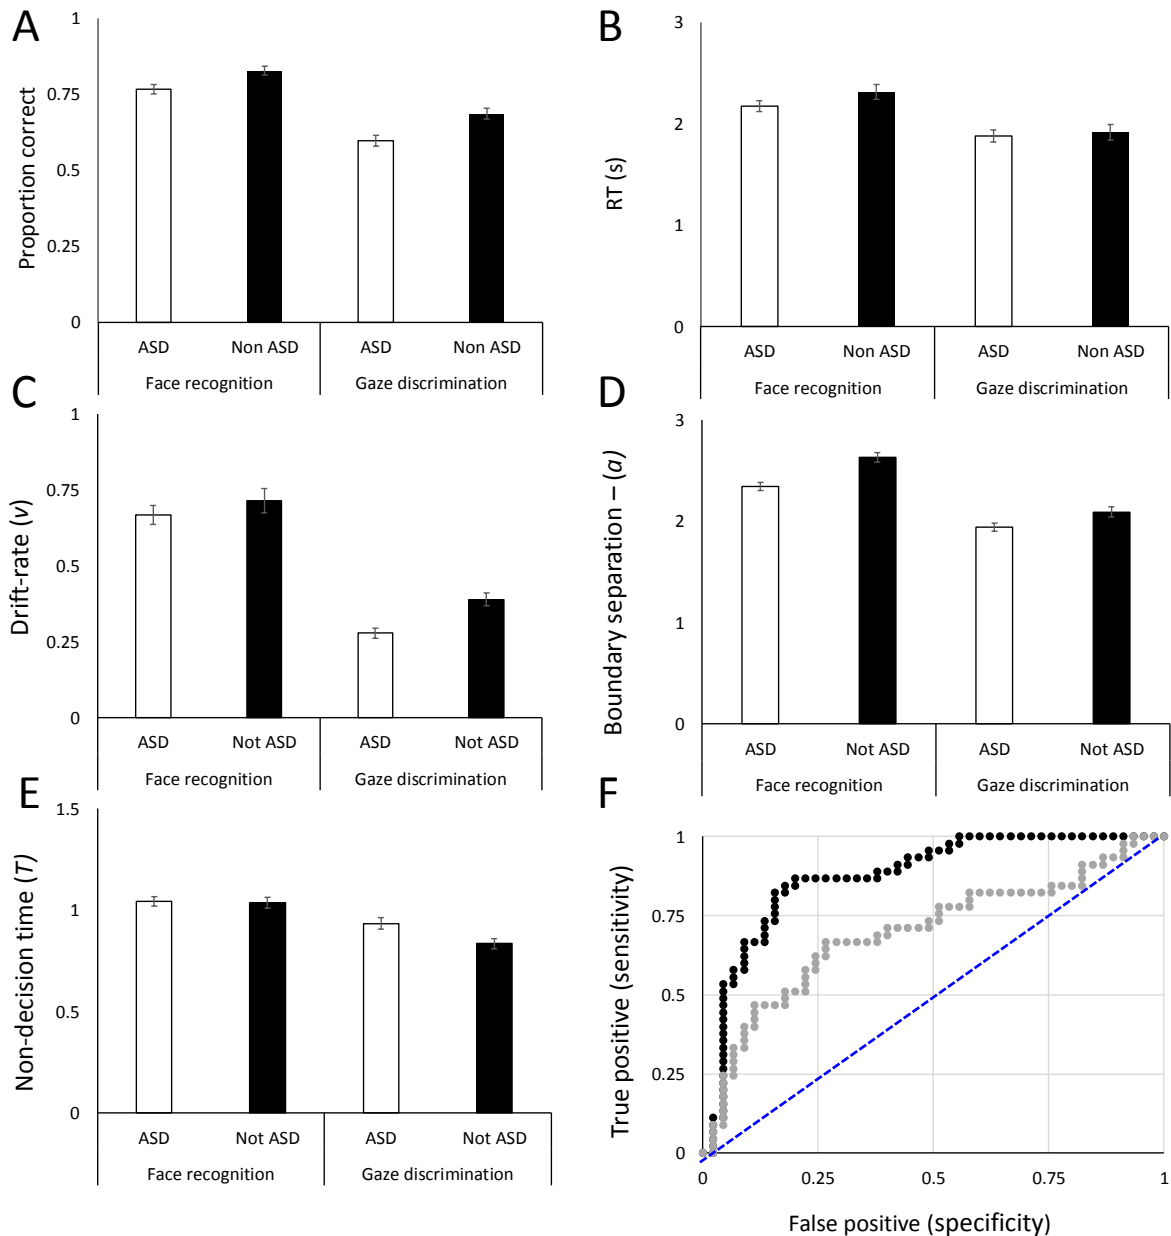 A
Proportion correct
1
0.75
0.5
0.25
0
ASD Non ASD ASD Non ASD
Face recognition Gaze discrimination
B
RT (s)
3
2
1
0
ASD Non ASD ASD Non ASD
Face recognition Gaze discrimination
C
Drift-rate (v)
1
0.75
0.5
0.25
0
ASD Not ASD ASD Not ASD
Face recognition Gaze discrimination
D
Boundary separation – (a)
3
2
1
0
ASD Not ASD ASD Not ASD
Face recognition Gaze discrimination
E
Non-decision time (T)
1.5
1
0.5
0
ASD Not ASD ASD Not ASD
Face recognition Gaze discrimination
F
True positive (sensitivity)
1
0.75
0.5
0.25
0
0 0.25 0.5 0.75 1
False positive (specificity)